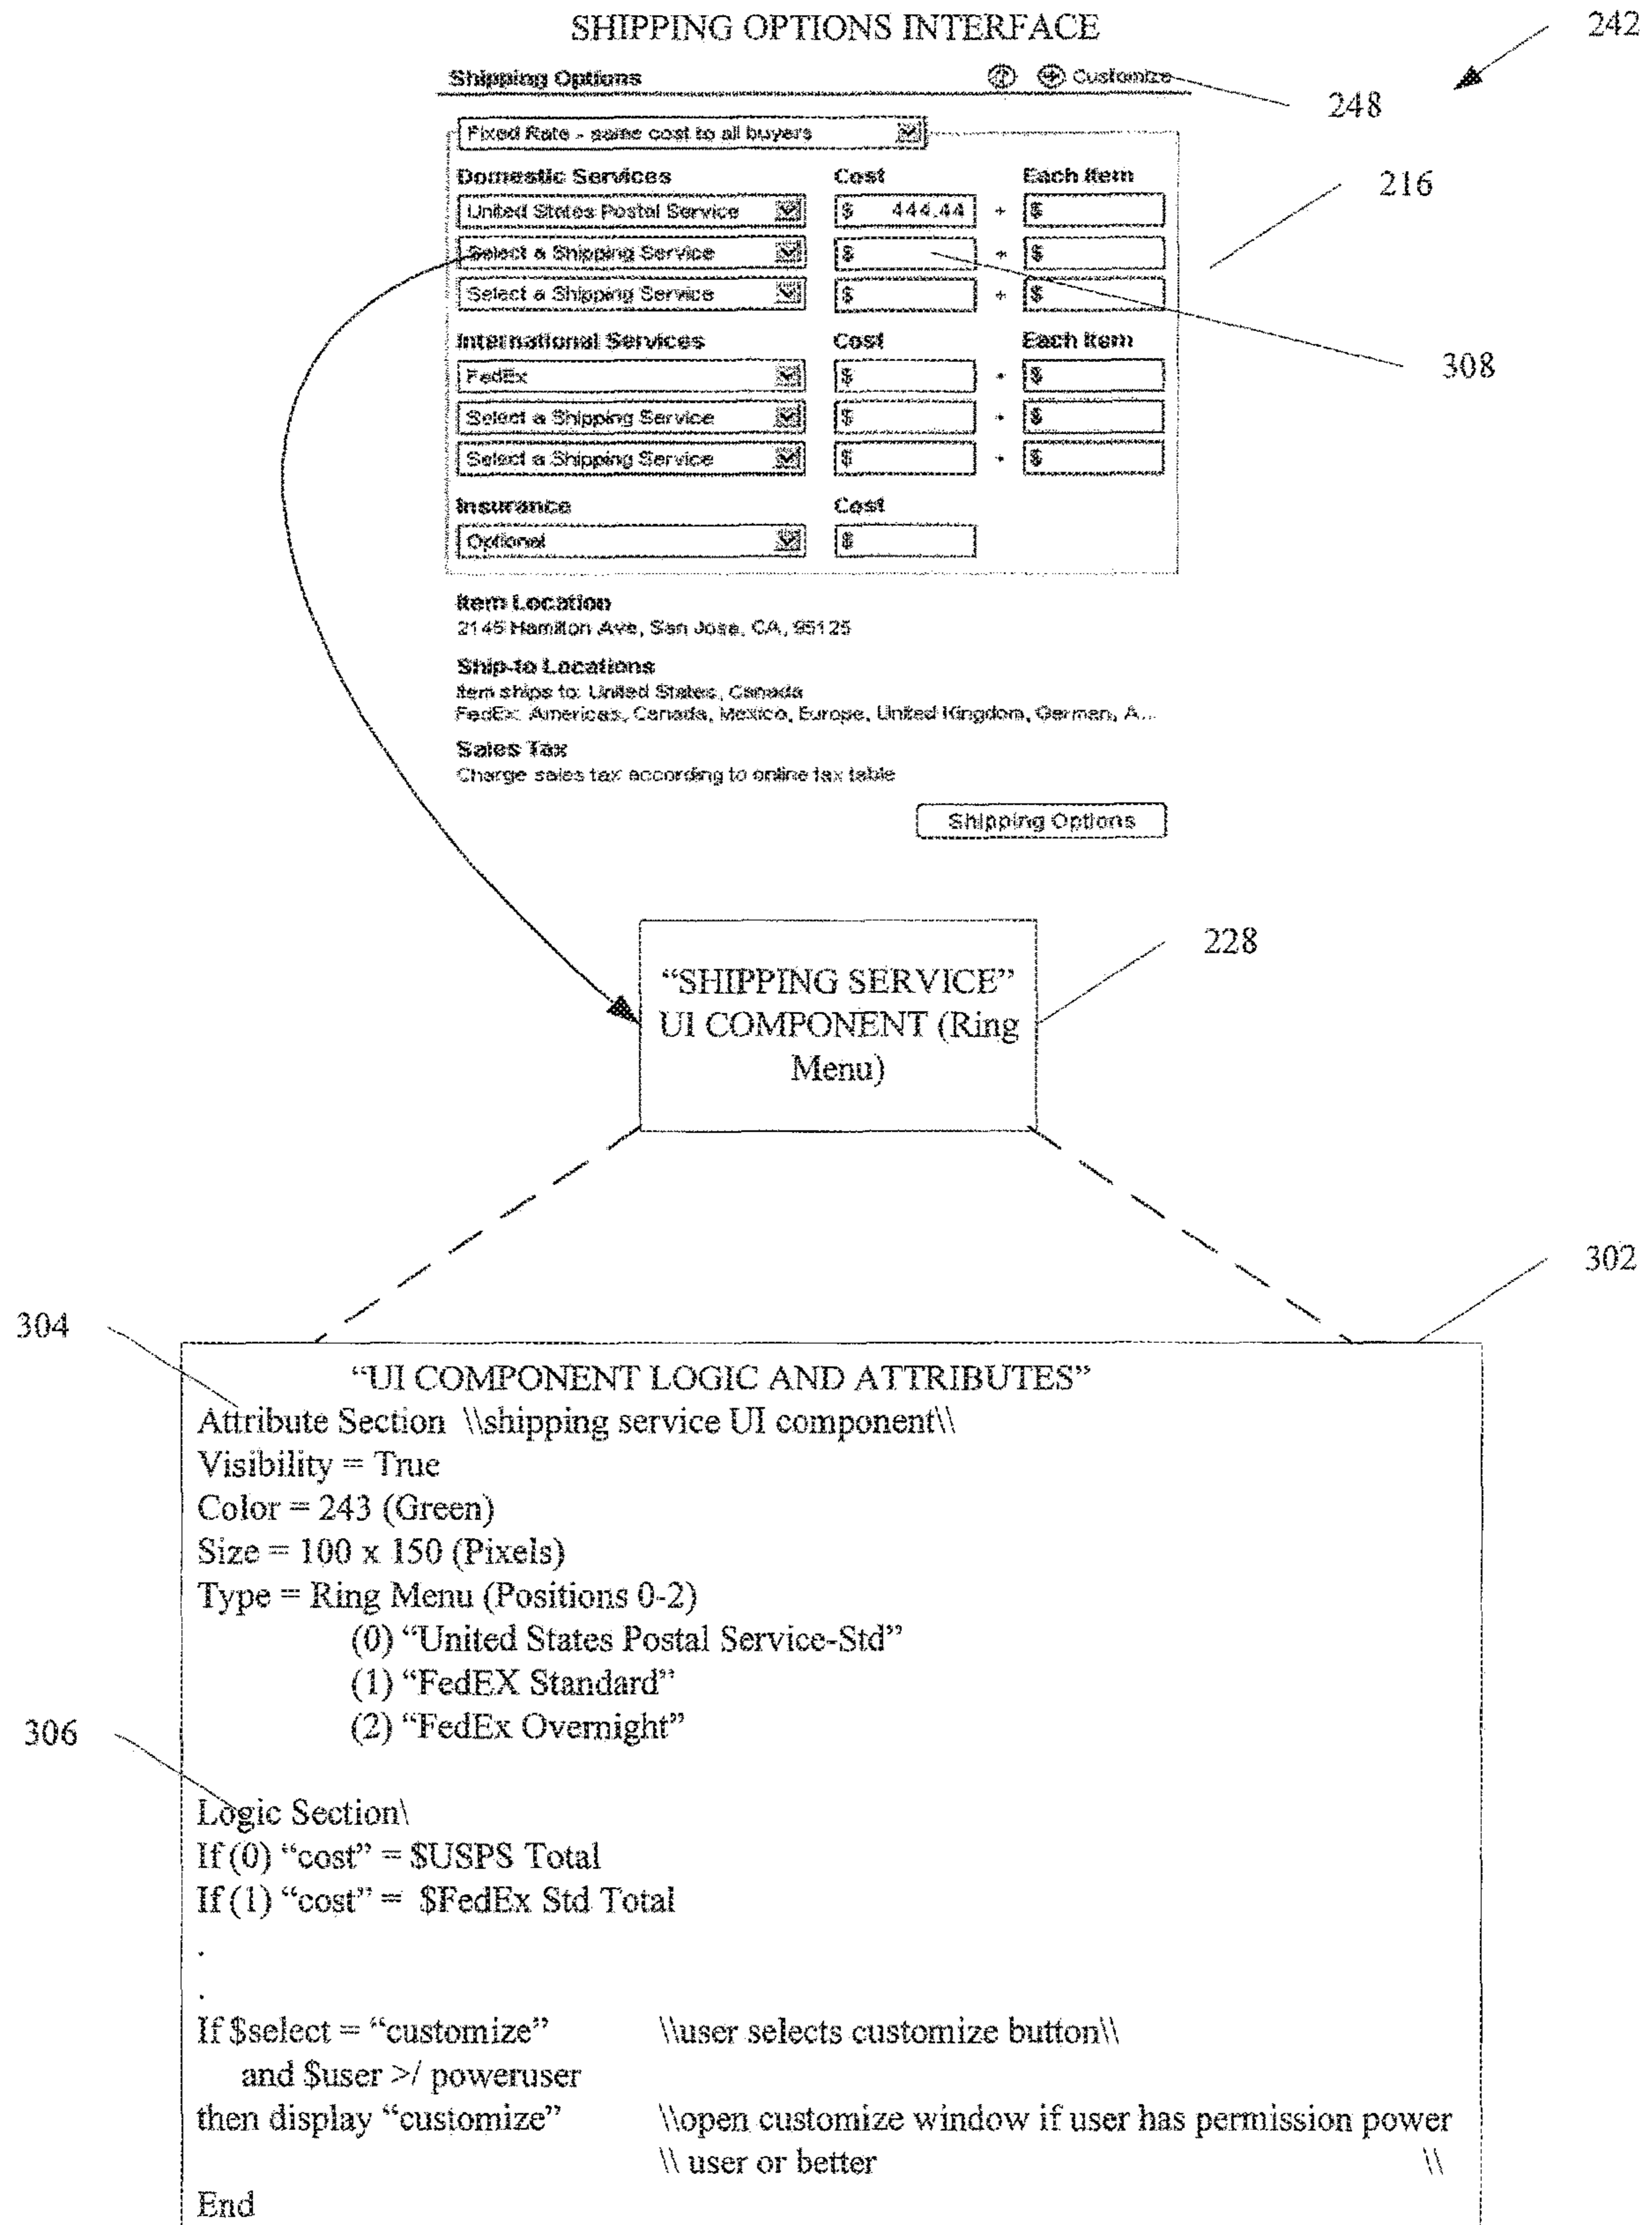 SHIPPING OPTIONS INTERFACE
242
Shipping Options ? Customize
248
Fixed Rate - same cost to all buyers
216
Domestic Services Cost Each Item
United States Postal Service $ 444.44 + $
Select a Shipping Service $ + $
Select a Shipping Service $ + $
International Services Cost Each Item
308
FedEx $ + $
Select a Shipping Service $ + $
Select a Shipping Service $ + $
Insurance Cost
Optional $
Item Location
2145 Hamilton Ave, San Jose, CA, 95125
Ship-to Locations
Item ships to: United States, Canada
FedEx: Americas, Canada, Mexico, Europe, United Kingdom, German, A...
Sales Tax
Charge sales tax according to online tax table
Shipping Options
228
“SHIPPING SERVICE”
UI COMPONENT (Ring
Menu)
302
304
“UI COMPONENT LOGIC AND ATTRIBUTES”
Attribute Section \\shipping service UI component\\
Visibility = True
Color = 243 (Green)
Size = 100 x 150 (Pixels)
Type = Ring Menu (Positions 0-2)
(0) “United States Postal Service-Std”
(1) “FedEX Standard”
(2) “FedEx Overnight”
306
Logic Section\
If (0) “cost” = $USPS Total
If (1) “cost” = $FedEx Std Total
.
.
If $select = “customize” \\user selects customize button\\
and $user >/ poweruser
then display “customize” \\open customize window if user has permission power
\\ user or better \\
End